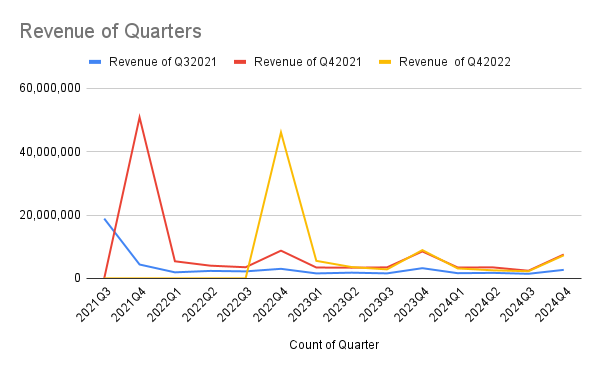 Revenue of Quarters
Revenue of Q32021 Revenue of Q42021 Revenue  of Q42022
60,000,000
40,000,000
20,000,000
0
2021Q3 2021Q4 2022Q1 2022Q2 2022Q3 2022Q4 2023Q1 2023Q2 2023Q3 2023Q4 2024Q1 2024Q2 2024Q3 2024Q4
Count of Quarter